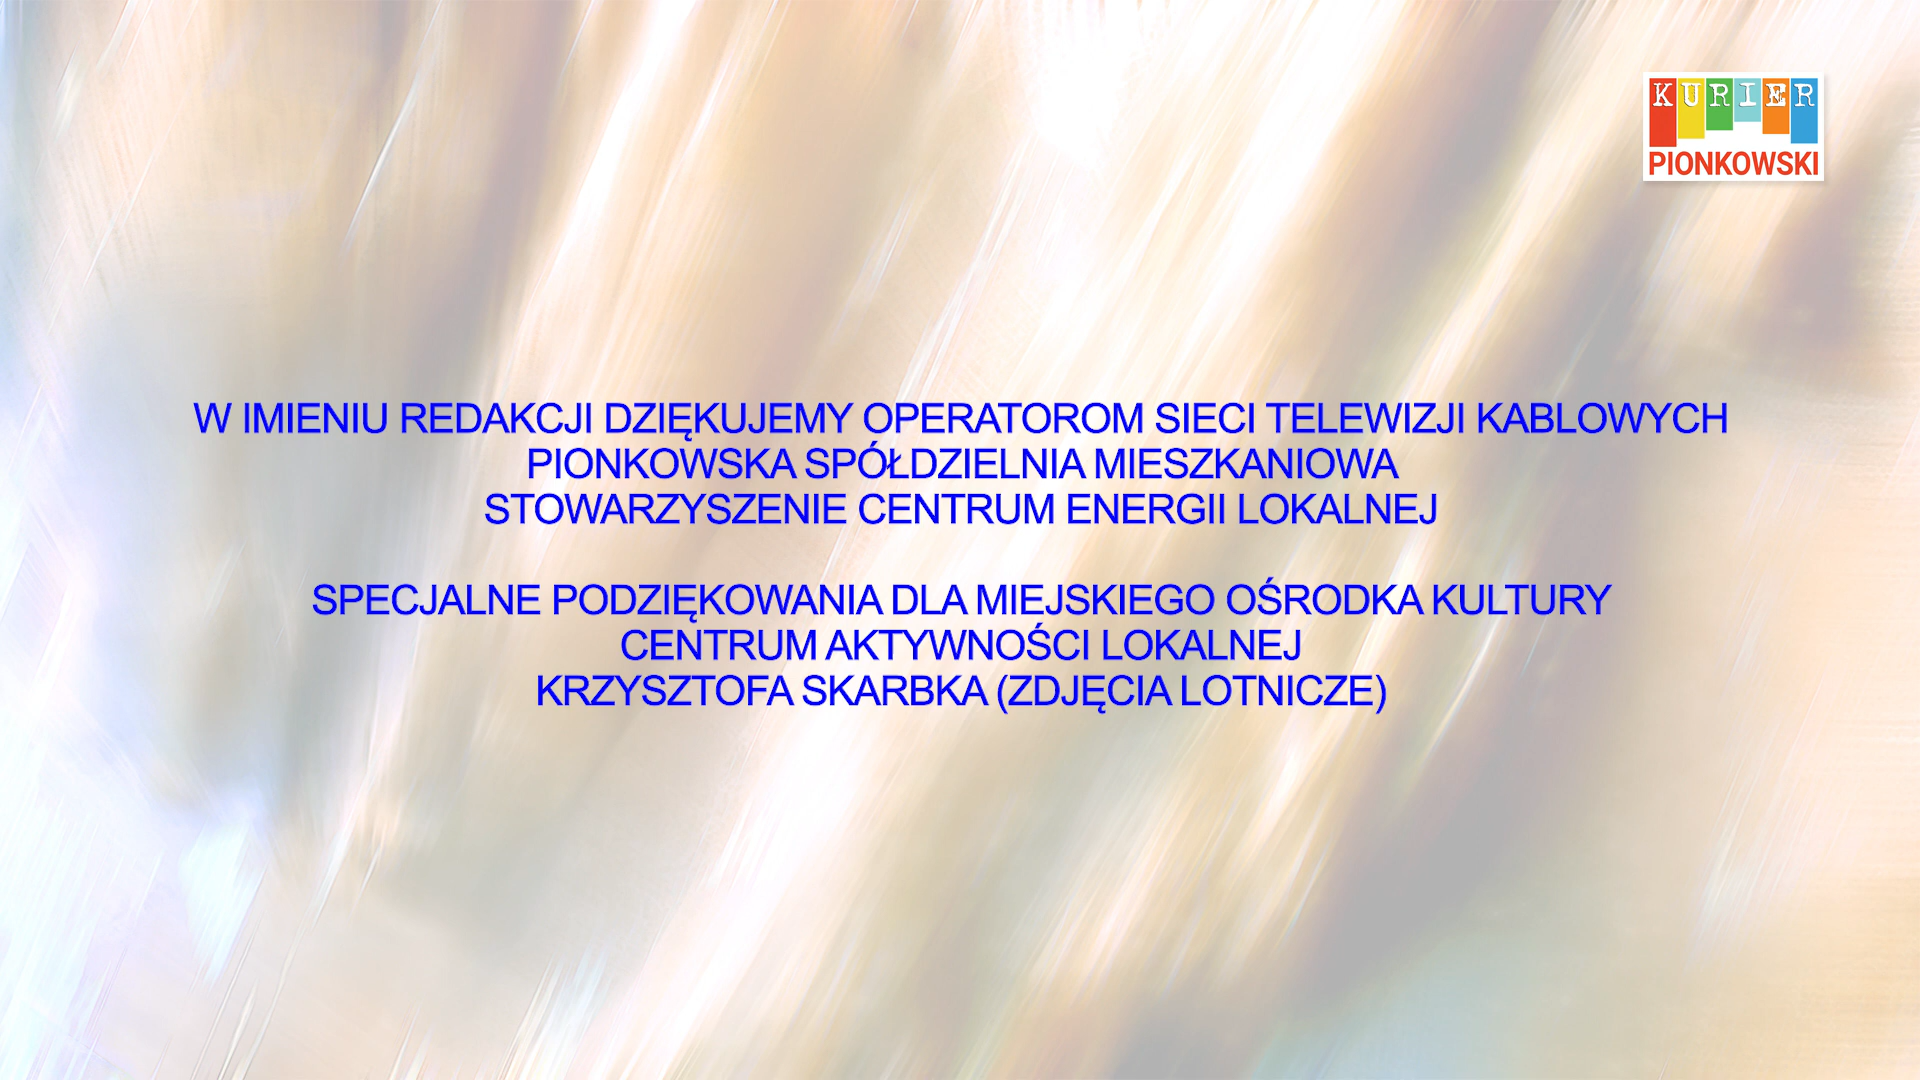 KURIER
PIONKOWSKI
W IMIENIU REDAKCJI DZIĘKUJEMY OPERATOROM SIECI TELEWIZJI KABLOWYCH
PIONKOWSKA SPÓŁDZIELNIA MIESZKANIOWA
STOWARZYSZENIE CENTRUM ENERGII LOKALNEJ
SPECJALNE PODZIĘKOWANIA DLA MIEJSKIEGO OŚRODKA KULTURY
CENTRUM AKTYWNOŚCI LOKALNEJ
KRZYSZTOFA SKARBKA (ZDJĘCIA LOTNICZE)